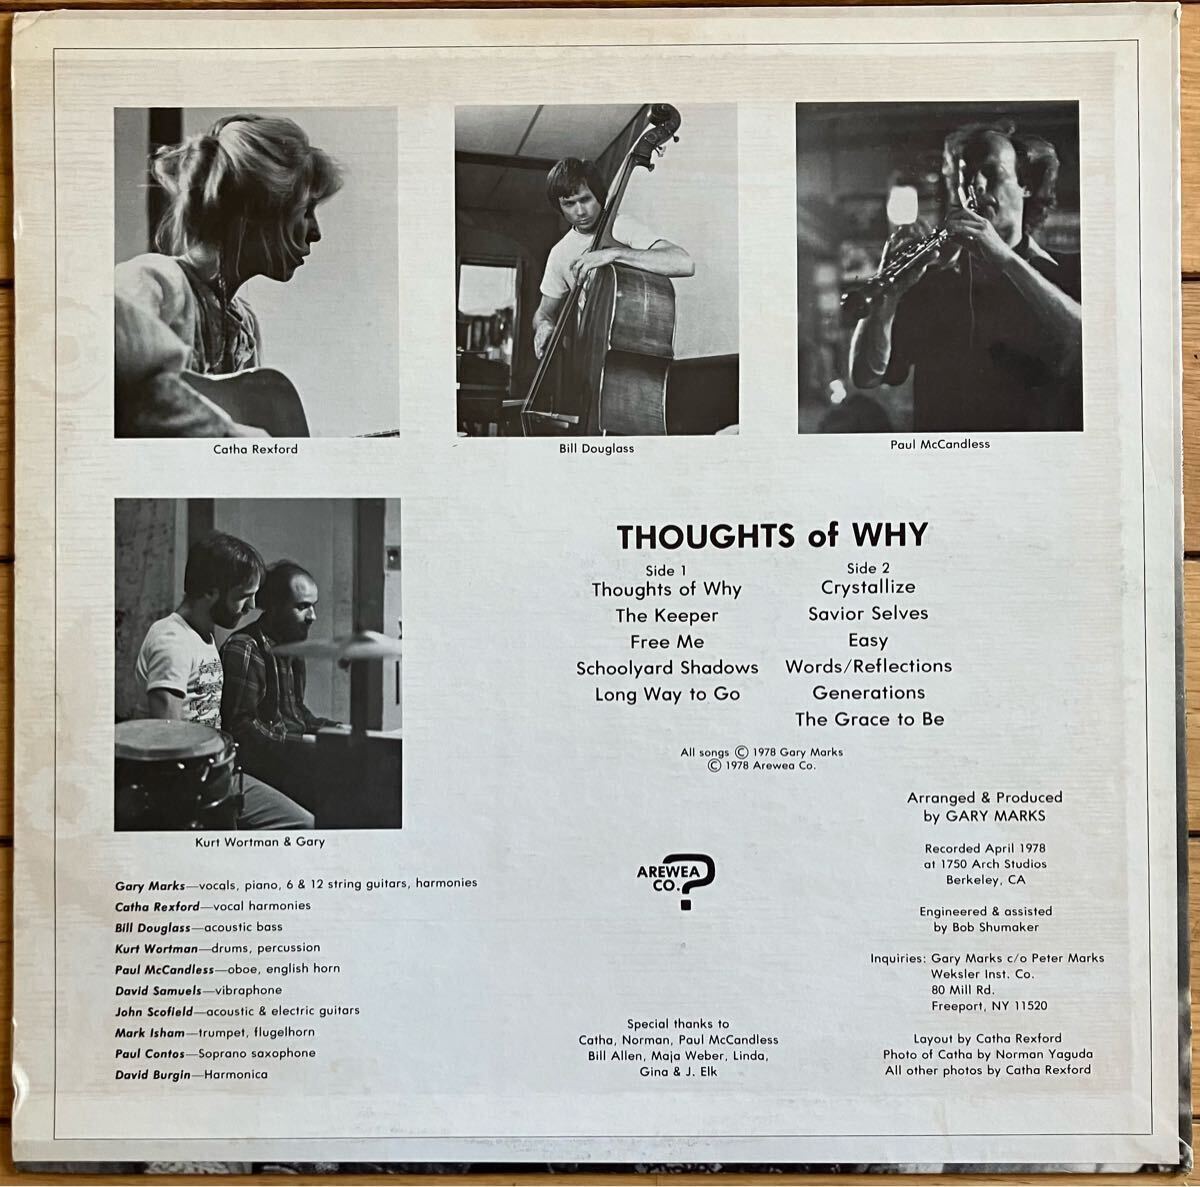 Catha Rexford
Bill Douglass
Paul McCandless
Kurt Wortman & Gary
THOUGHTS of WHY
Side 1
Thoughts of Why
The Keeper
Free Me
Schoolyard Shadows
Long Way to Go
Side 2
Crystallize
Savior Selves
Easy
Words/Reflections
Generations
The Grace to Be
All songs © 1978 Gary Marks
© 1978 Arewea Co.
Gary Marks—vocals, piano, 6 & 12 string guitars, harmonies
Catha Rexford—vocal harmonies
Bill Douglass—acoustic bass
Kurt Wortman—drums, percussion
Paul McCandless—oboe, english horn
David Samuels—vibraphone
John Scofield—acoustic & electric guitars
Mark Isham—trumpet, flugelhorn
Paul Contos—Soprano saxophone
David Burgin—Harmonica
AREWEA
CO.?
Special thanks to
Catha, Norman, Paul McCandless
Bill Allen, Maja Weber, Linda,
Gina & J. Elk
Arranged & Produced
by GARY MARKS
Recorded April 1978
at 1750 Arch Studios
Berkeley, CA
Engineered & assisted
by Bob Shumaker
Inquiries: Gary Marks c/o Peter Marks
Weksler Inst. Co.
80 Mill Rd.
Freeport, NY 11520
Layout by Catha Rexford
Photo of Catha by Norman Yaguda
All other photos by Catha Rexford